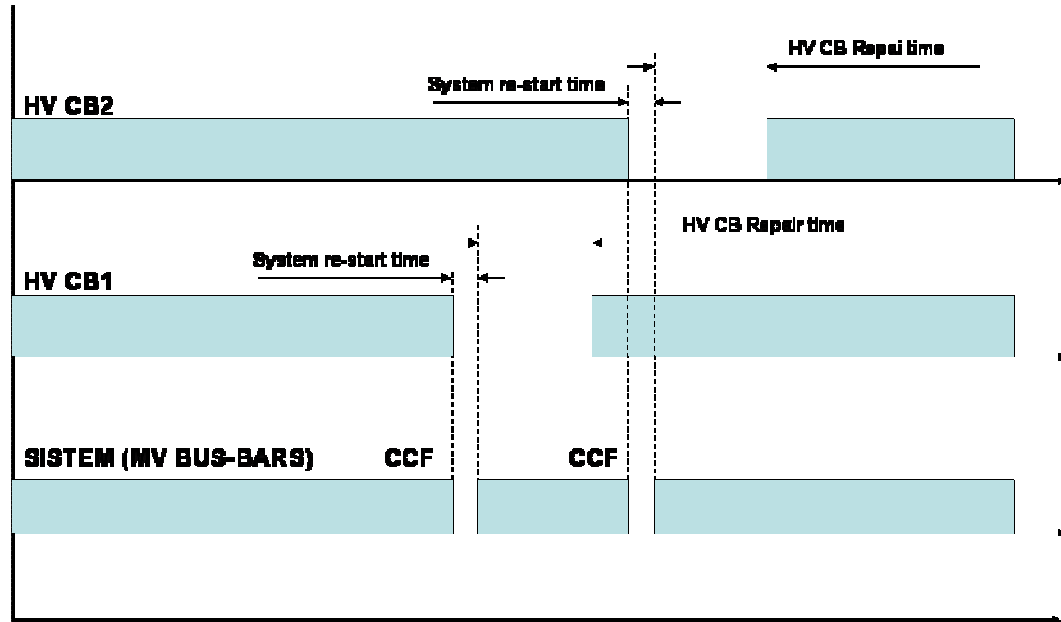 HV CB Repai time
System re-start time
HV CB2
HV CB Repair time
System re-start time
HV CB1
SISTEM (MV BUS-BARS) CCF CCF